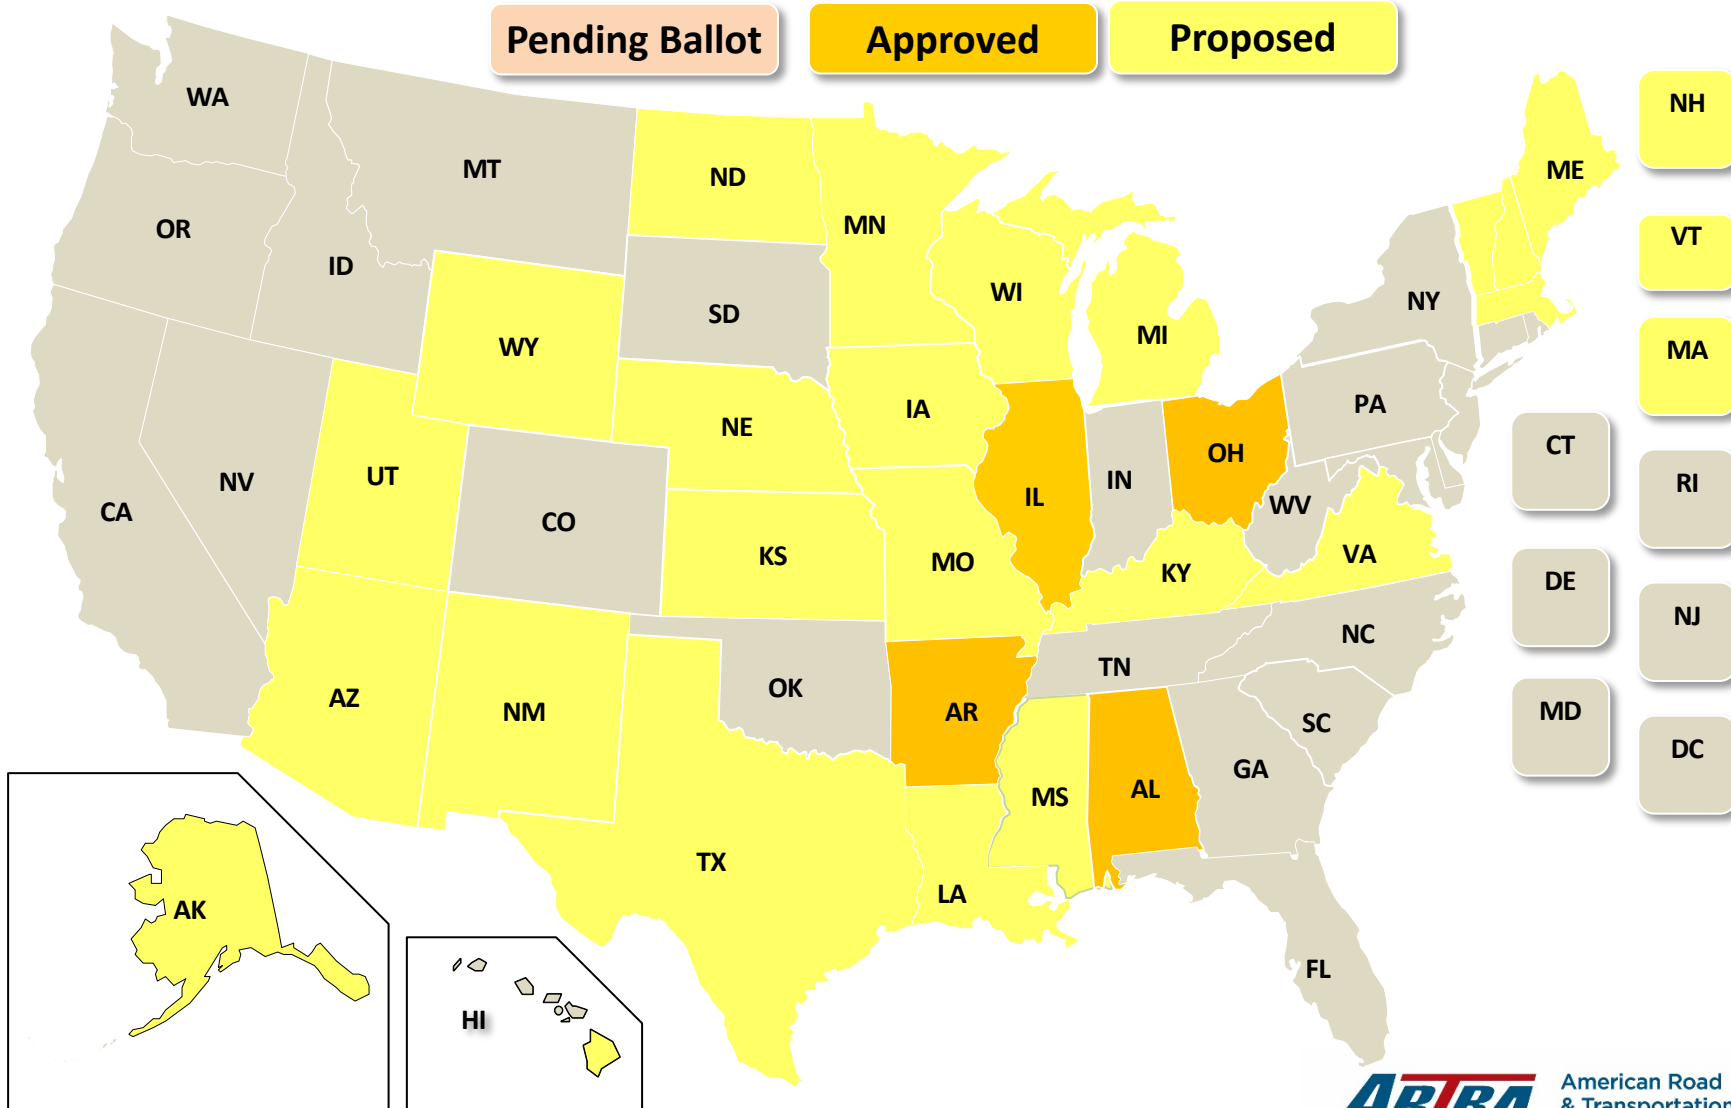 Pending Ballot
Approved
Proposed
WA
MT
ND
MN
ME
NH
OR
ID
SD
WI
MI
NY
VT
WY
MA
NE
IA
PA
CT
NV
UT
CO
KS
MO
IL
IN
OH
WV
VA
RI
CA
KY
DE
NJ
AZ
NM
OK
AR
TN
NC
MD
SC
DC
TX
LA
MS
AL
GA
FL
AK
HI
ARTBA
American Road
& Transportation